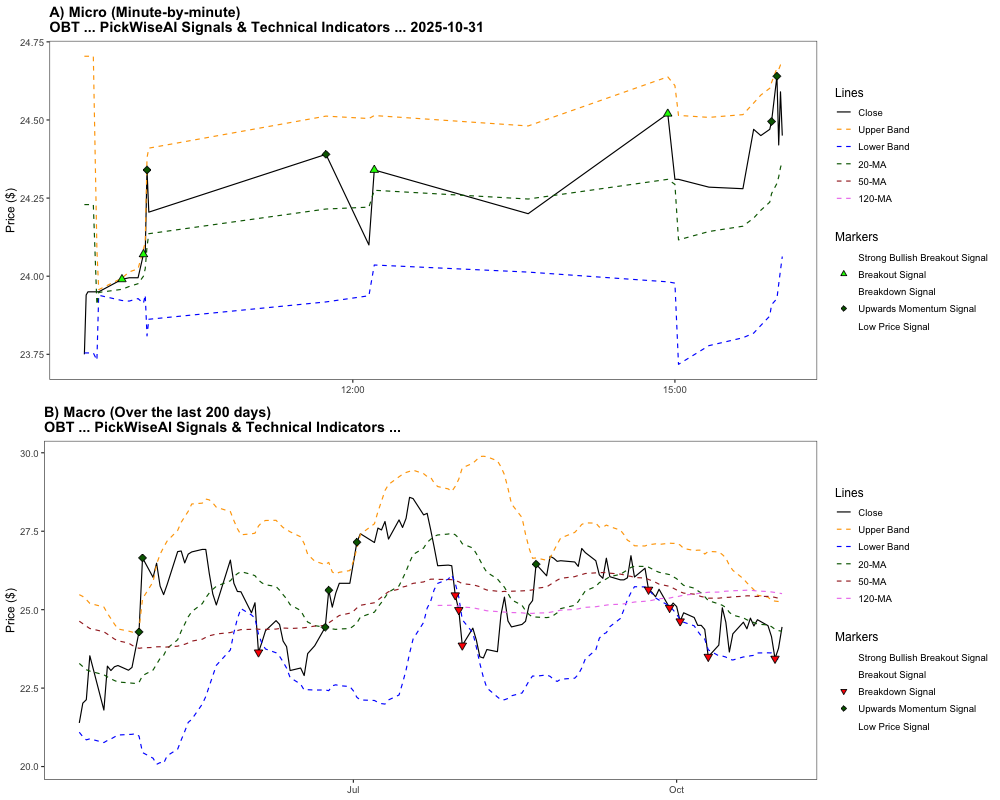 A) Micro (Minute-by-minute)
OBT ... PickWiseAI Signals & Technical Indicators ... 2025-10-31
24.75
24.50
24.25
24.00
23.75
Price ($)
12:00
15:00
Lines
Close
Upper Band
Lower Band
20-MA
50-MA
120-MA
Markers
Strong Bullish Breakout Signal
Breakout Signal
Breakdown Signal
Upwards Momentum Signal
Low Price Signal
B) Macro (Over the last 200 days)
OBT ... PickWiseAI Signals & Technical Indicators ...
30.0
27.5
25.0
22.5
20.0
Price ($)
Jul
Oct
Lines
Close
Upper Band
Lower Band
20-MA
50-MA
120-MA
Markers
Strong Bullish Breakout Signal
Breakout Signal
Breakdown Signal
Upwards Momentum Signal
Low Price Signal